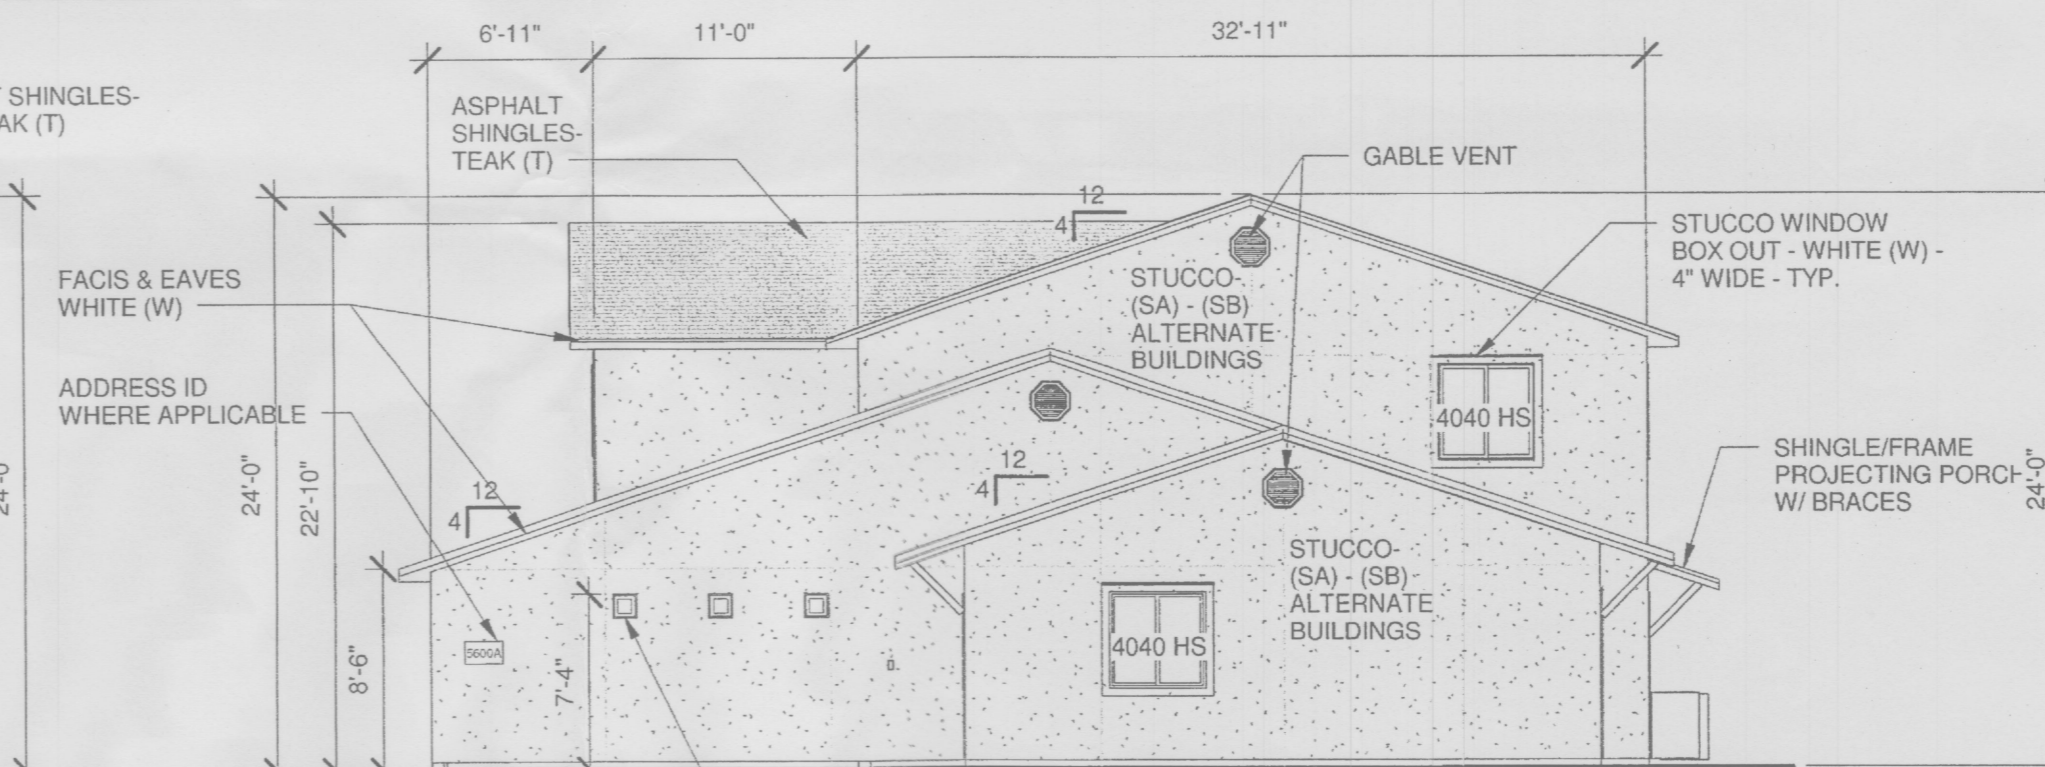 6'-11"
11'-0"
32'-11"
SHINGLES-
AK (T)
ASPHALT
SHINGLES-
TEAK (T)
GABLE VENT
12
4
STUCCO WINDOW
BOX OUT - WHITE (W) -
4" WIDE - TYP.
FACIS & EAVES
WHITE (W)
STUCCO-
(SA) - (SB)
ALTERNATE
BUILDINGS
ADDRESS ID
WHERE APPLICABLE
4040 HS
SHINGLE/FRAME
PROJECTING PORCH
W/ BRACES
24'-0"
24'-0"
22'-10"
24'-0"
12
4
12
4
STUCCO-
(SA) - (SB)
ALTERNATE
BUILDINGS
4040 HS
5600A
8'-6"
7'-4"